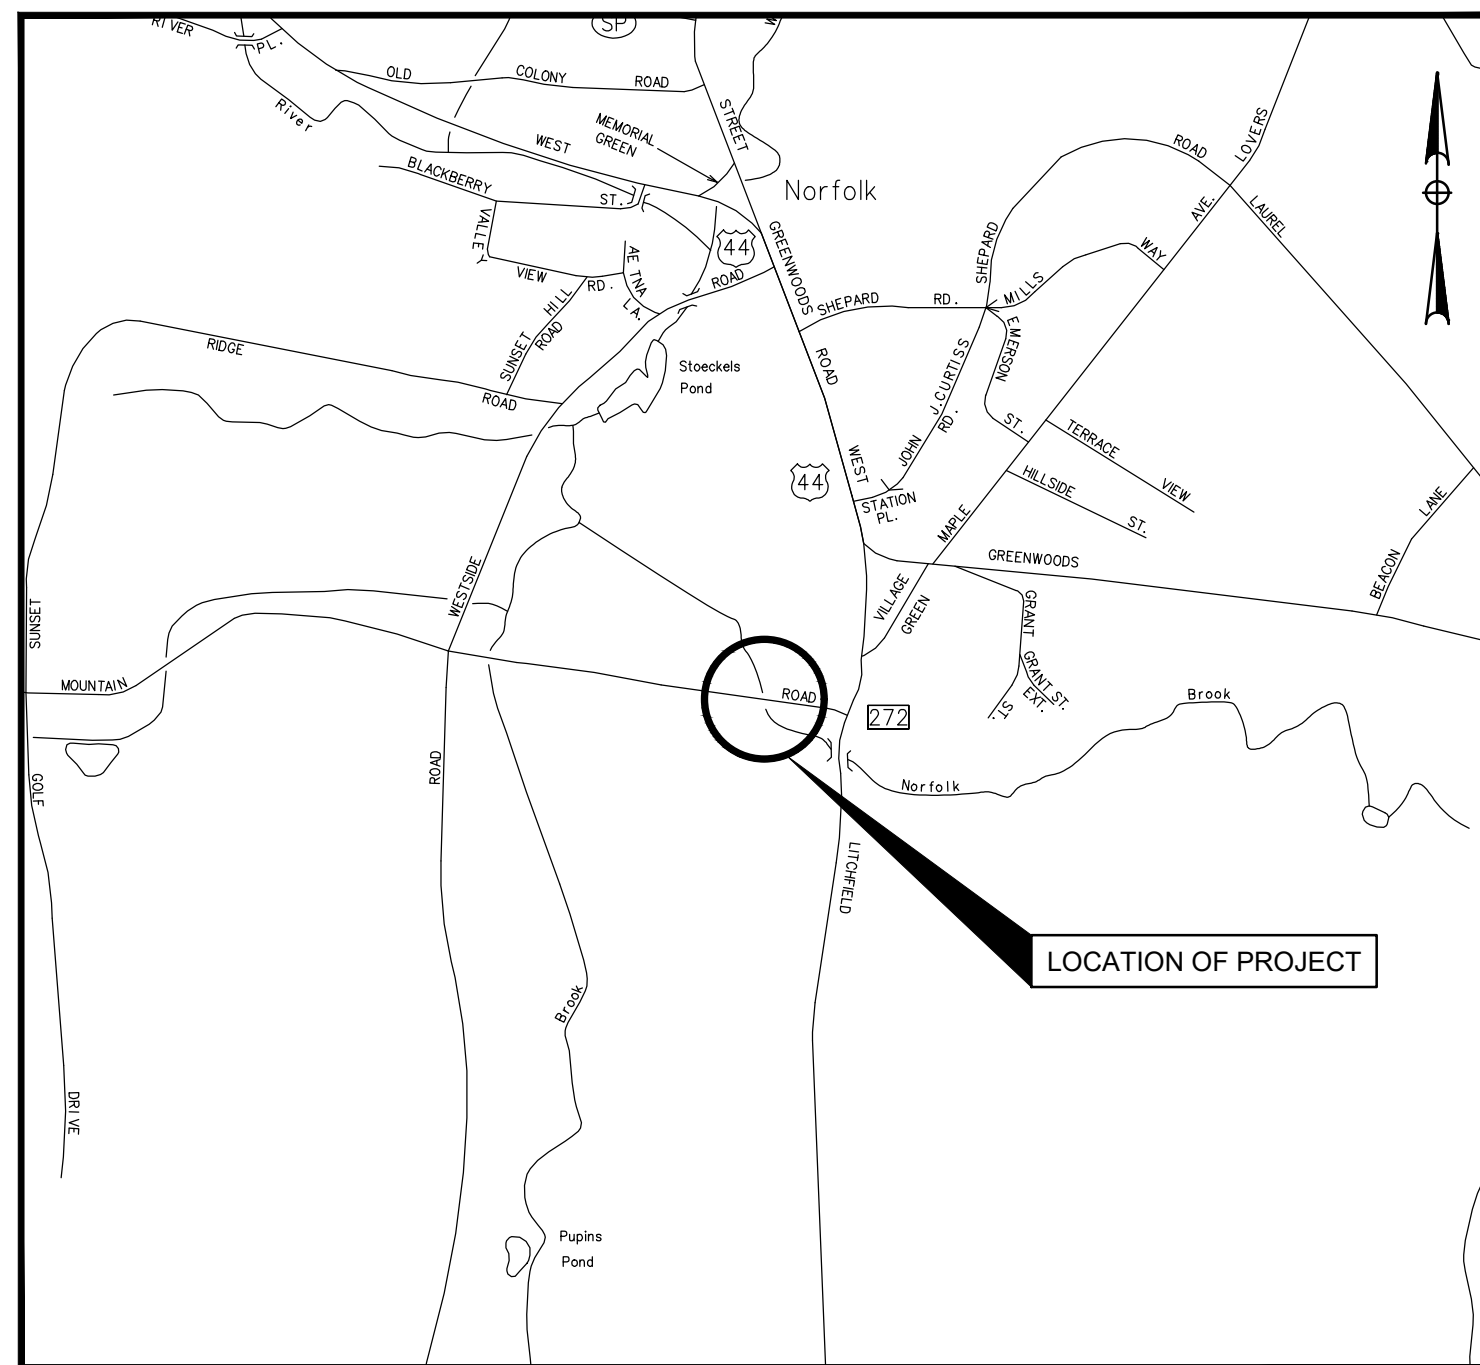 RIVER
PL.
SP
W
OLD COLONY ROAD
River
STREET
MEMORIAL
GREEN
WEST
BLACKBERRY
ST.
Norfolk
ROAD
LOVERS
AVE.
LAUREL
VALLEY
VIEW
RD.
AETNA
LA.
44
ROAD
GREENWOODS
SHEPARD
WAY
SHEPARD RD.
MILLS
SUNSET HILL
ROAD
RIDGE
ROAD
Stoeckels
Pond
ROAD
EMERSON
ST.
JOHN J.CURTISS
RD.
44
WEST
STATION
PL.
TERRACE VIEW
HILLSIDE ST.
MAPLE
BEACON LANE
GREENWOODS
WESTSIDE
VILLAGE
GREEN
GRANT
GRANT ST.
EXT.
ST.
SUNSET
MOUNTAIN
ROAD
272
Brook
ROAD
GOLF
Norfolk
LITCHFIELD
LOCATION OF PROJECT
Brook
DRIVE
Pupins
Pond